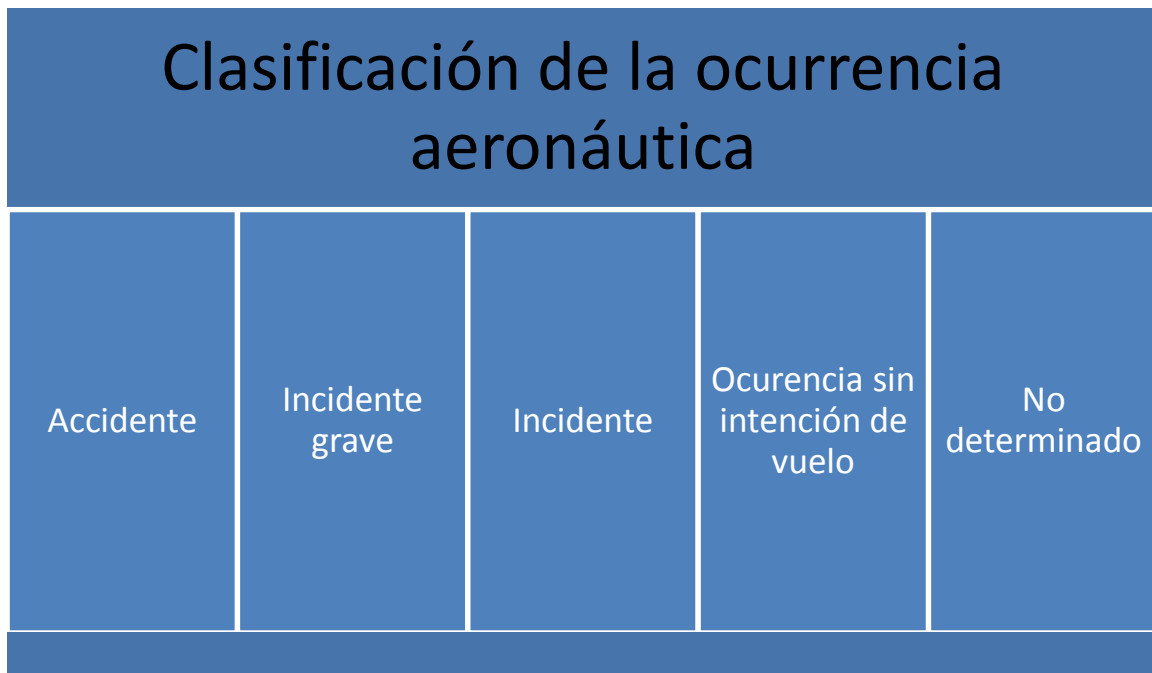 Clasificación de la ocurrencia
aeronáutica
Accidente
Incidente
grave
Incidente
Ocurencia sin
intención de
vuelo
No
determinado